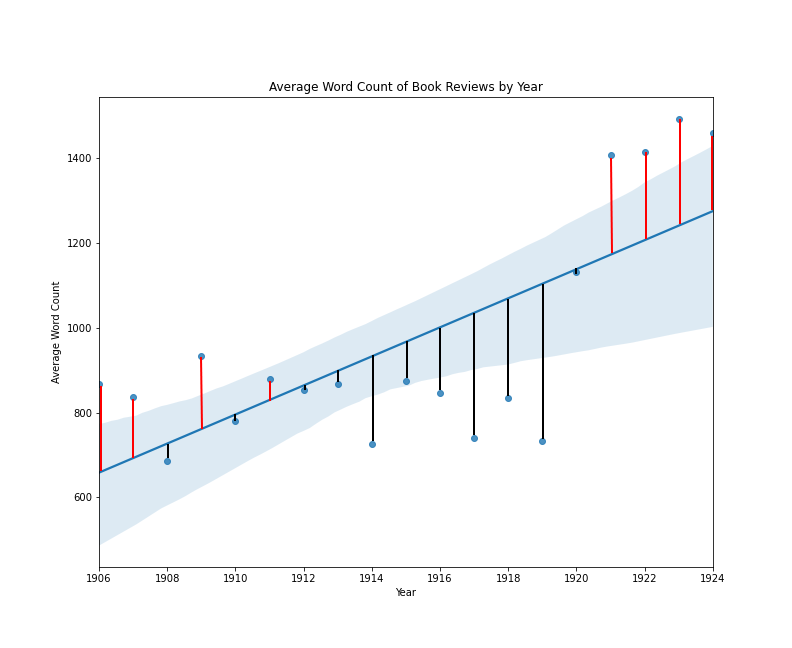 Average Word Count of Book Reviews by Year
Average Word Count
1400
1200
1000
800
600
1906 1908 1910 1912 1914 1916 1918 1920 1922 1924
Year